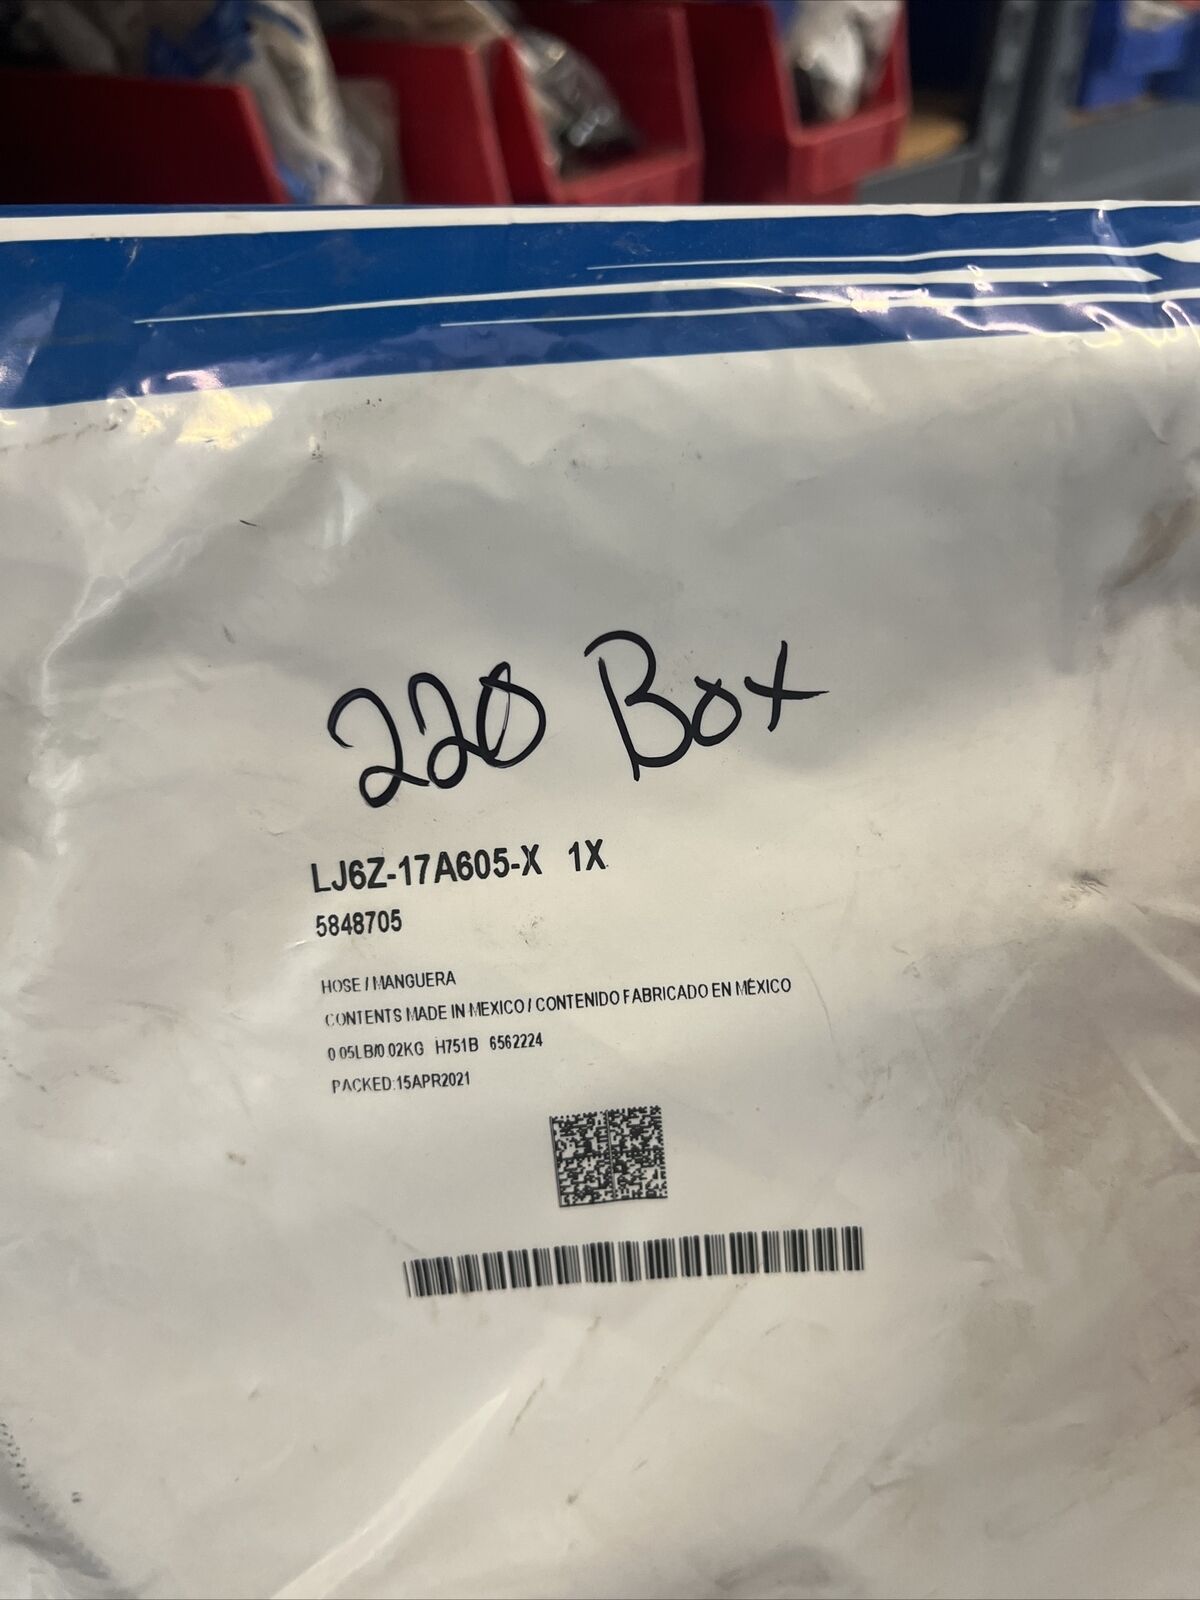 220 Box
LJ6Z-17A605-X 1X
5848705
HOSE / MANGUERA
CONTENTS MADE IN MEXICO / CONTENIDO FABRICADO EN MÉXICO
0.05LB/0.02KG H751B 6562224
PACKED:15APR2021